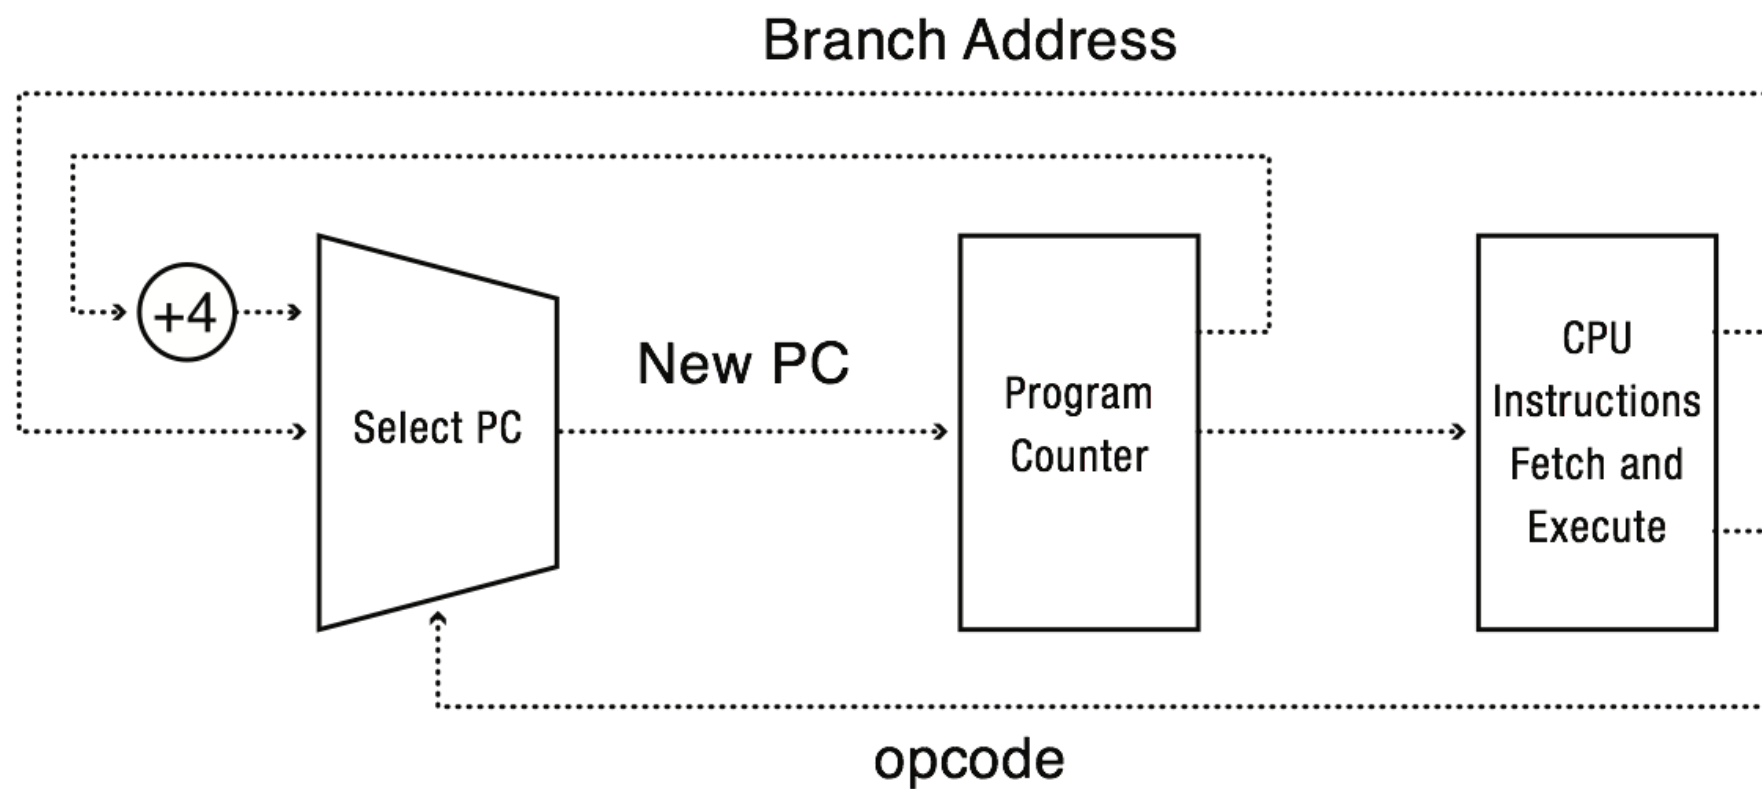 Branch Address
+4
Select PC
New PC
Program
Counter
CPU
Instructions
Fetch and
Execute
opcode